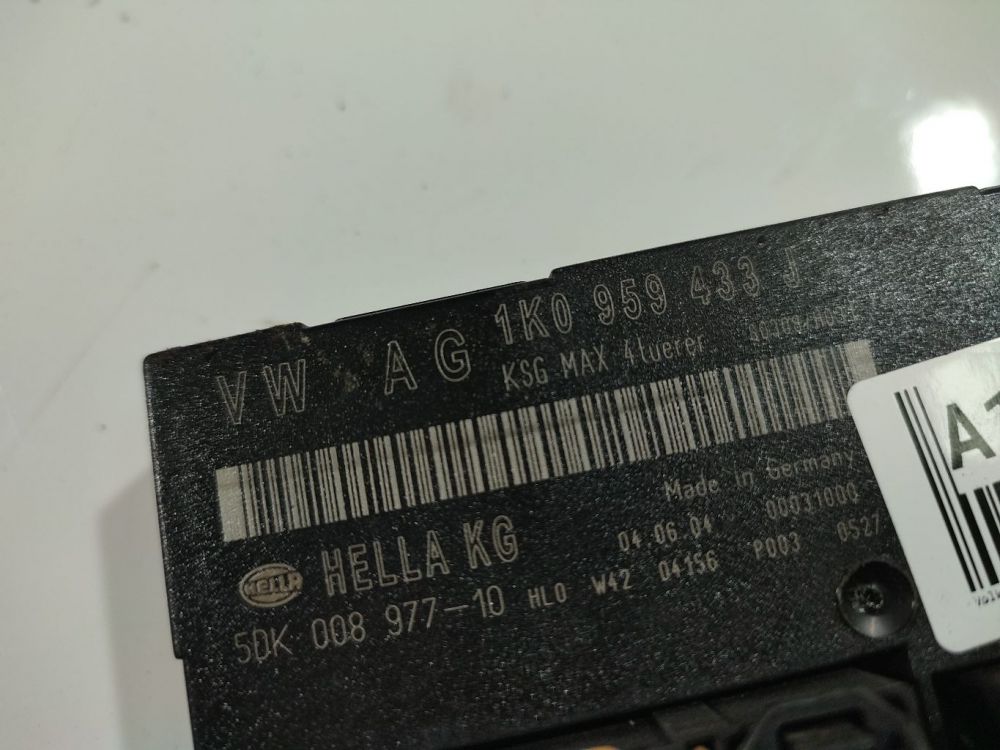 VW AG 1K0 959 433 J
KSG MAX 4tuerer
Made in Germany
HELLA KG 04.06.04 00031000
HELLA
5DK 008 977-10 HLO W42 04156 P003 0527
A1